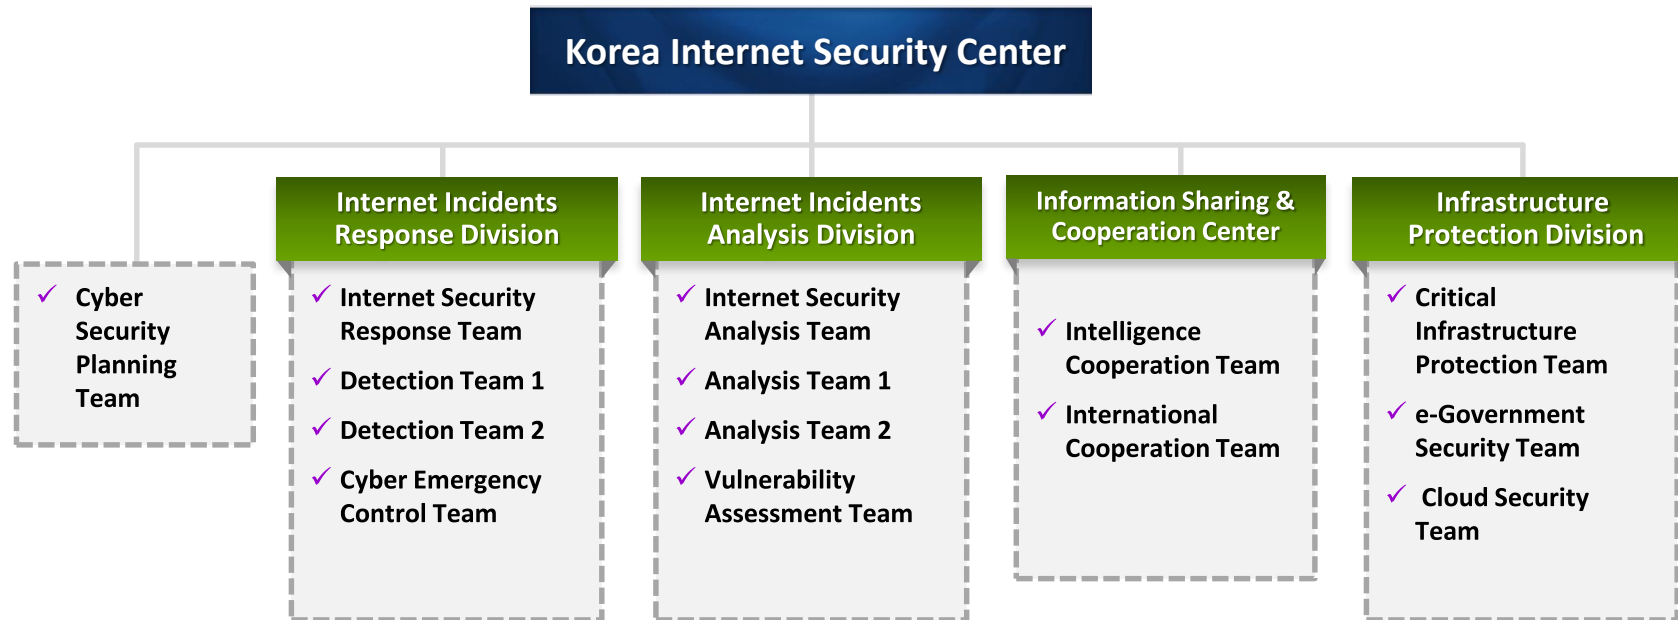 Korea Internet Security Center
Cyber
Security
Planning
Team
Internet Incidents
Response Division
Internet Security
Response Team
Detection Team 1
Detection Team 2
Cyber Emergency
Control Team
Internet Incidents
Analysis Division
Internet Security
Analysis Team
Analysis Team 1
Analysis Team 2
Vulnerability
Assessment Team
Information Sharing &
Cooperation Center
Intelligence
Cooperation Team
International
Cooperation Team
Infrastructure
Protection Division
Critical
Infrastructure
Protection Team
e-Government
Security Team
Cloud Security
Team